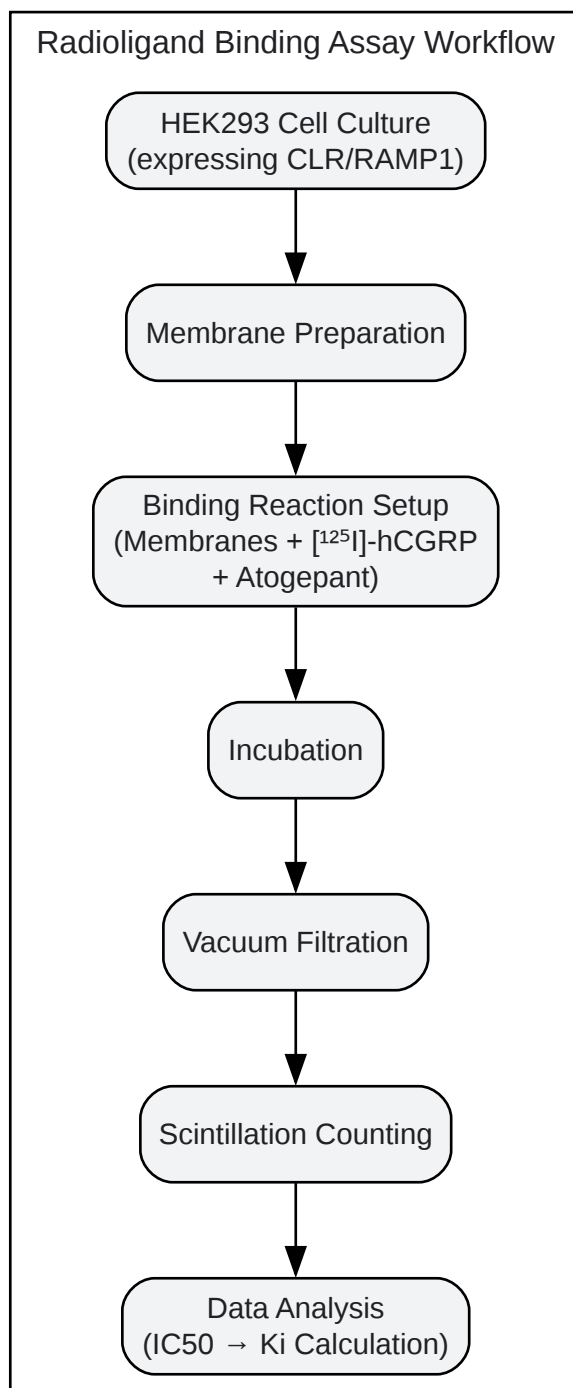 Radioligand Binding Assay Workflow
HEK293 Cell Culture
(expressing CLR/RAMP1)
Membrane Preparation
Binding Reaction Setup
(Membranes + [¹²⁵I]-hCGRP
+ Atogepant)
Incubation
Vacuum Filtration
Scintillation Counting
Data Analysis
(IC50 → Ki Calculation)